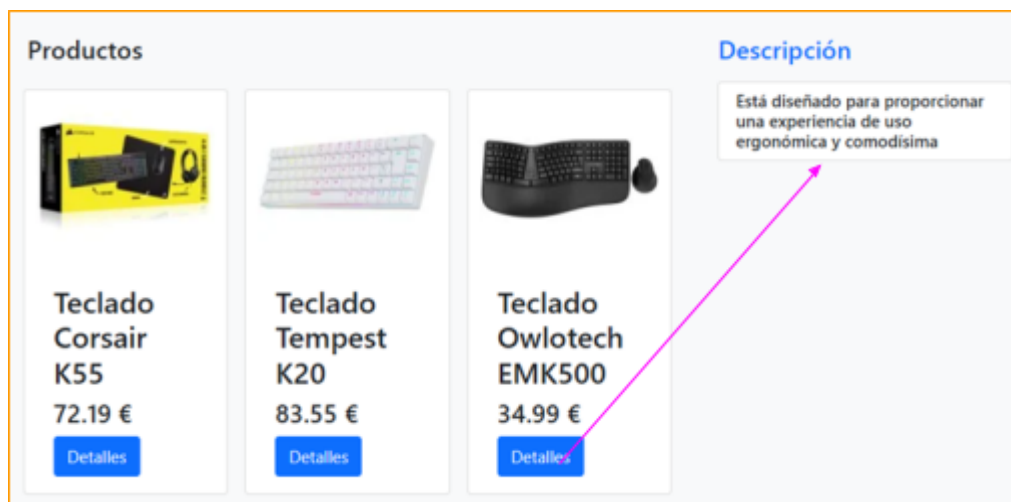 Productos
Descripción
Está diseñado para proporcionar
una experiencia de uso
ergonómica y comodísima
Teclado
Corsair
K55
72.19 €
Detalles
Teclado
Tempest
K20
83.55 €
Detalles
Teclado
Owlotech
EMK500
34.99 €
Detalles